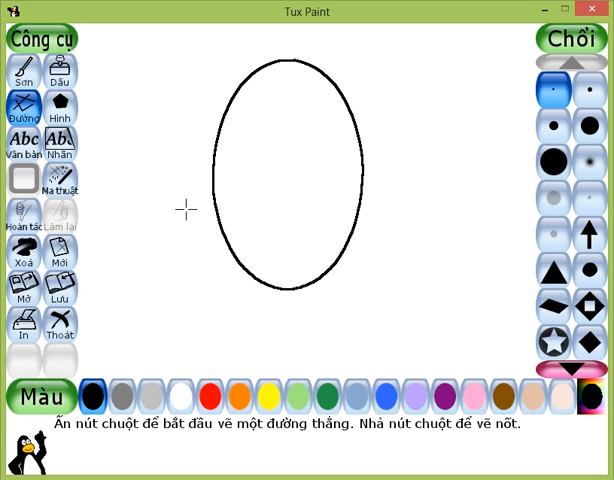 Tux Paint
Công cụ
Chổi
Sơn
Dấu
Đường
Hình
Abc
Abc
Văn bản
Nhãn
Ma thuật
Hoàn tác
Làm lại
Xoá
Mới
Mở
Lưu
In
Thoát
Màu
Ấn nút chuột để bắt đầu vẽ một đường thẳng. Nhả nút chuột để vẽ nốt.